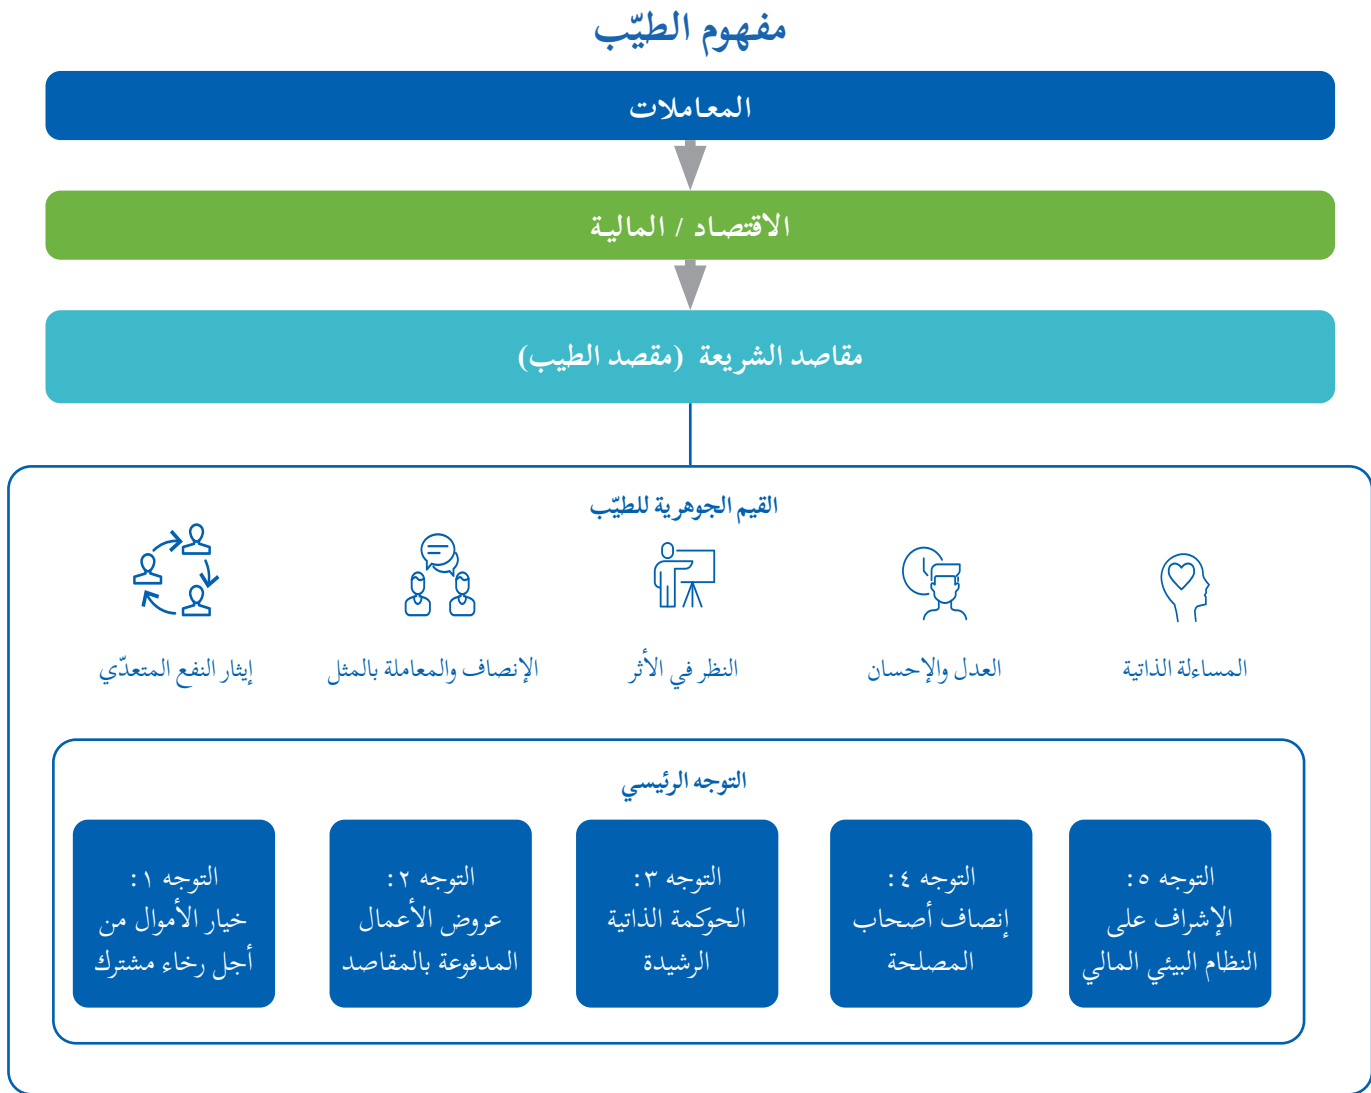 مفهوم الطيّب
المعاملات
الاقتصاد / المالية
مقاصد الشريعة (مقصد الطيب)
القيم الجوهرية للطيّب
المساءلة الذاتية
العدل والإحسان
النظر في الأثر
الإنصاف والمعاملة بالمثل
إيثار النفع المتعدّي
التوجه الرئيسي
التوجه ٥:
الإشراف على
النظام البيئي المالي
التوجه ٤:
إنصاف أصحاب
المصلحة
التوجه ٣:
الحوكمة الذاتية
الرشيدة
التوجه ٢:
عروض الأعمال
المدفوعة بالمقاصد
التوجه ١:
خيار الأموال من
أجل رخاء مشترك